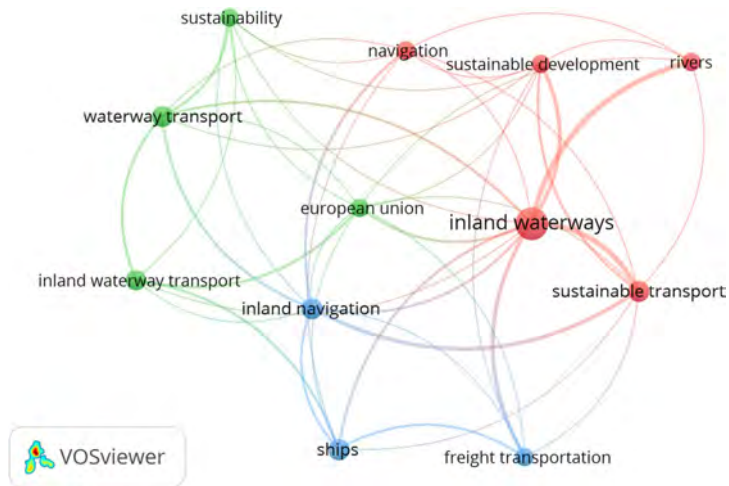 sustainability
navigation
sustainable development
rivers
waterway transport
european union
inland waterways
inland waterway transport
inland navigation
sustainable transport
ships
freight transportation
VOSviewer